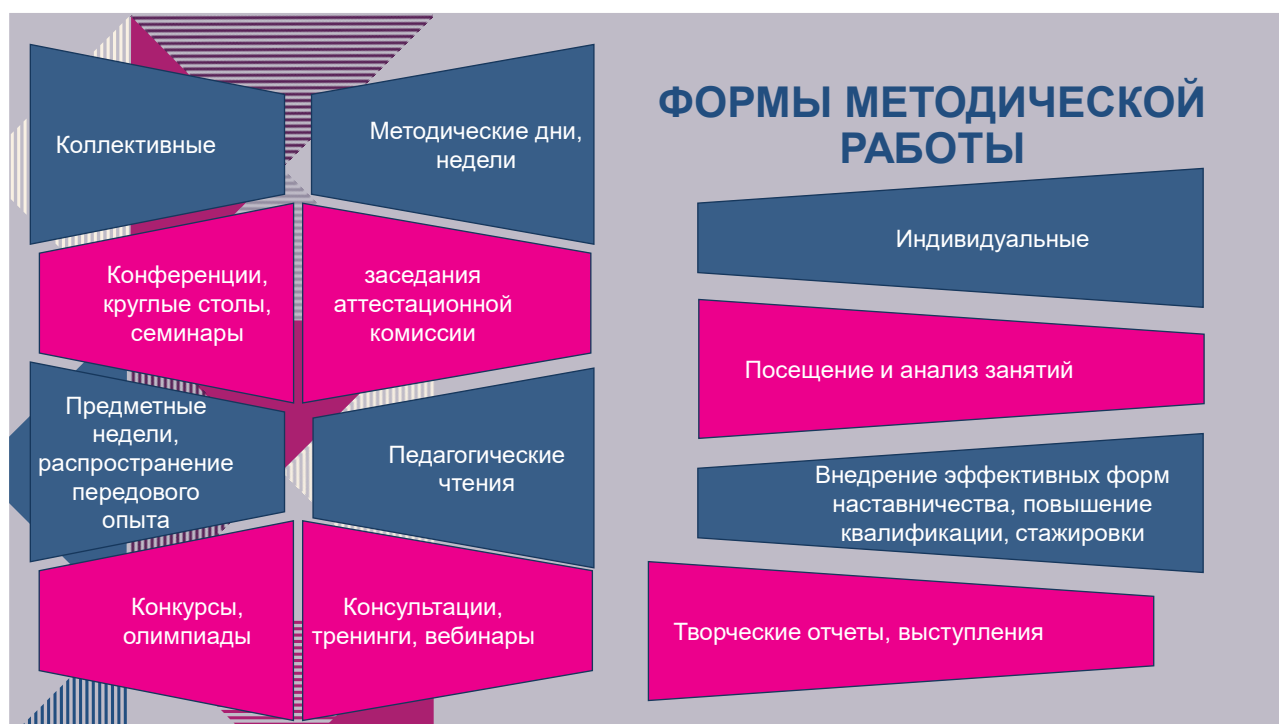 ФОРМЫ МЕТОДИЧЕСКОЙ
РАБОТЫ
Коллективные
Методические дни,
недели
Конференции,
круглые столы,
семинары
заседания
аттестационной
комиссии
Предметные
недели,
распространение
передового
опыта
Педагогические
чтения
Конкурсы,
олимпиады
Консультации,
тренинги, вебинары
Индивидуальные
Посещение и анализ занятий
Внедрение эффективных форм
наставничества, повышение
квалификации, стажировки
Творческие отчеты, выступления